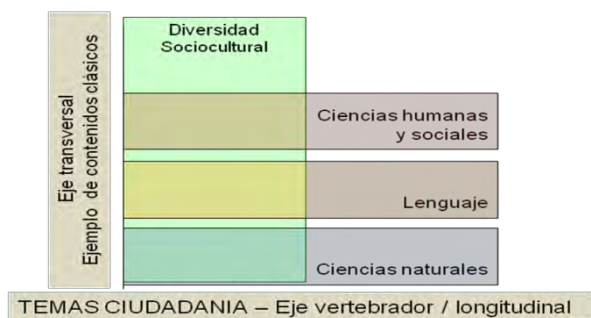 Eje transversal
Ejemplo de contenidos clásicos
Diversidad
Sociocultural
Ciencias humanas
y sociales
Lenguaje
Ciencias naturales
TEMAS CIUDADANIA – Eje vertebrador / longitudinal